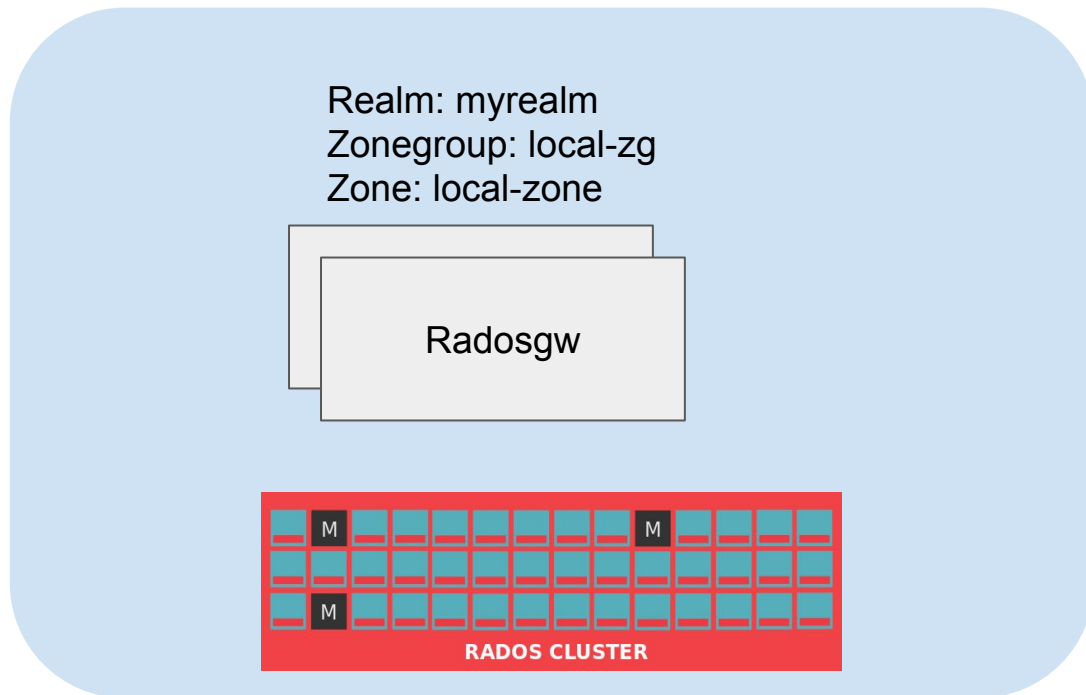 Realm: myrealm
Zonegroup: local-zg
Zone: local-zone
Radosgw
M M
M
RADOS CLUSTER